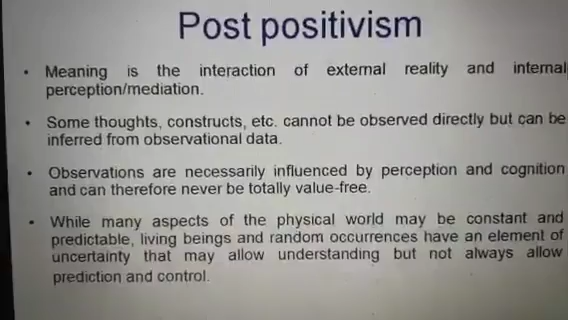 Post positivism
• Meaning is the interaction of external reality and internal
perception/mediation.
• Some thoughts, constructs, etc. cannot be observed directly but can be
inferred from observational data.
• Observations are necessarily influenced by perception and cognition
and can therefore never be totally value-free.
• While many aspects of the physical world may be constant and
predictable, living beings and random occurrences have an element of
uncertainty that may allow understanding but not always allow
prediction and control.